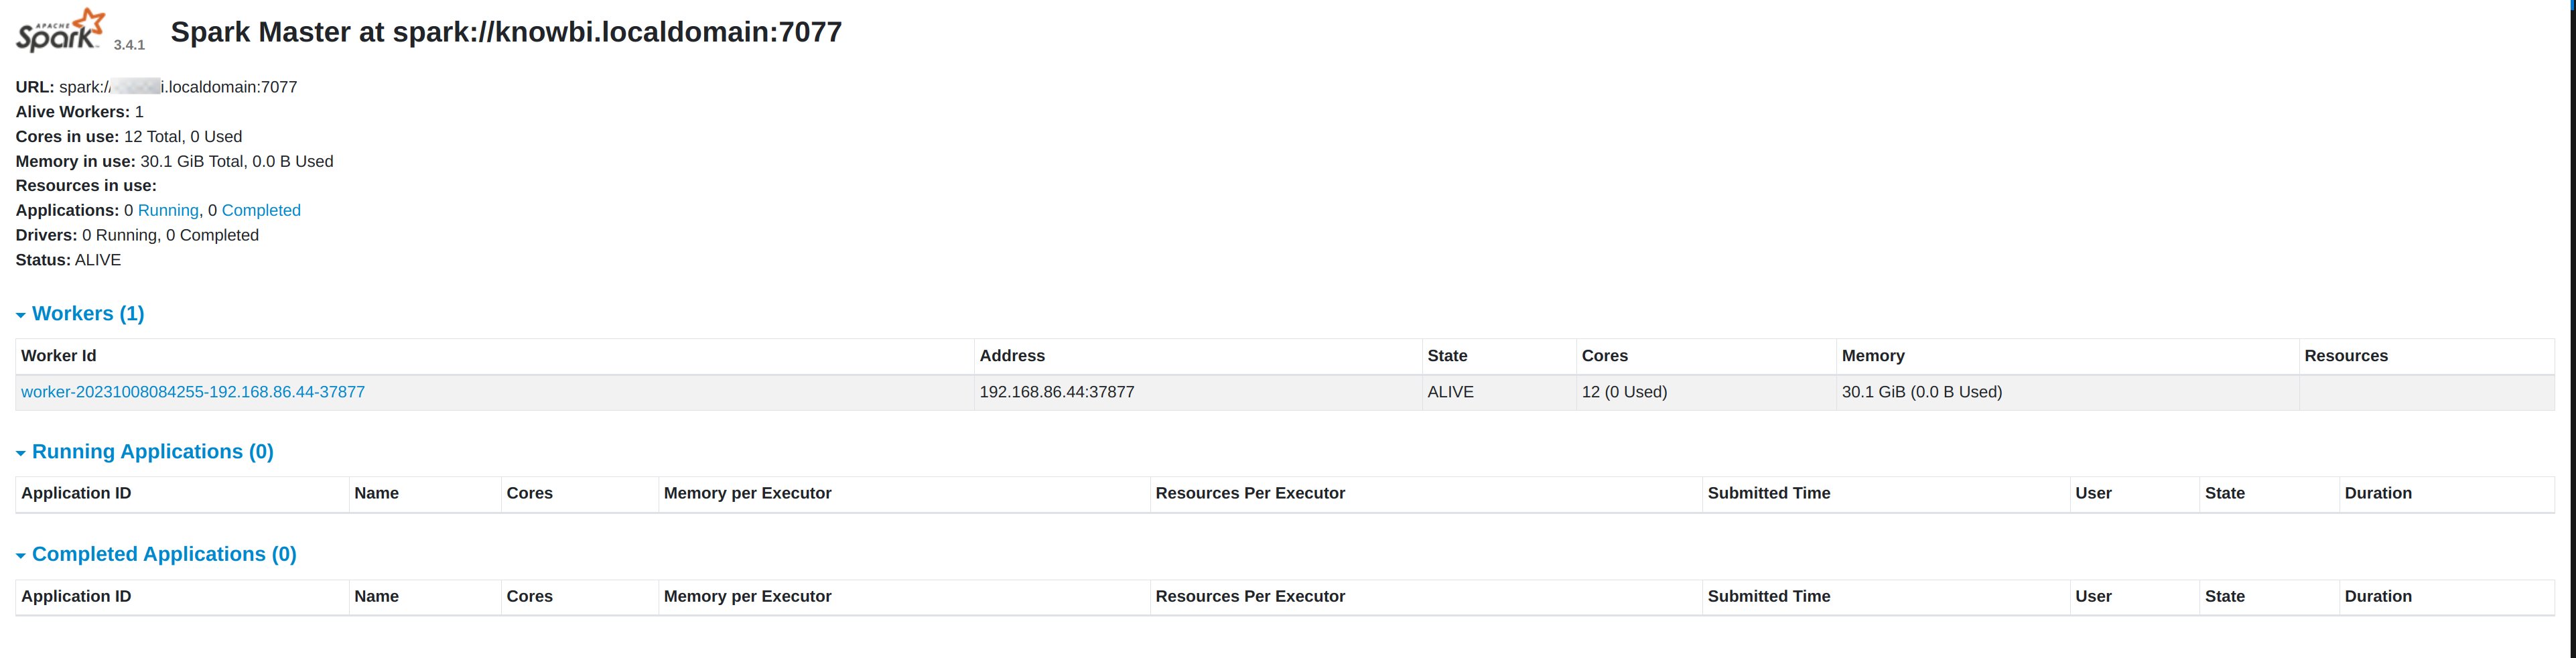 APACHE
Spark 3.4.1 Spark Master at spark://knowbi.localdomain:7077
URL: spark:/ i.localdomain:7077
Alive Workers: 1
Cores in use: 12 Total, 0 Used
Memory in use: 30.1 GiB Total, 0.0 B Used
Resources in use:
Applications: 0 Running, 0 Completed
Drivers: 0 Running, 0 Completed
Status: ALIVE
Workers (1)
Worker Id Address State Cores Memory Resources
worker-20231008084255-192.168.86.44-37877 192.168.86.44:37877 ALIVE 12 (0 Used) 30.1 GiB (0.0 B Used)
Running Applications (0)
Application ID Name Cores Memory per Executor Resources Per Executor Submitted Time User State Duration
Completed Applications (0)
Application ID Name Cores Memory per Executor Resources Per Executor Submitted Time User State Duration